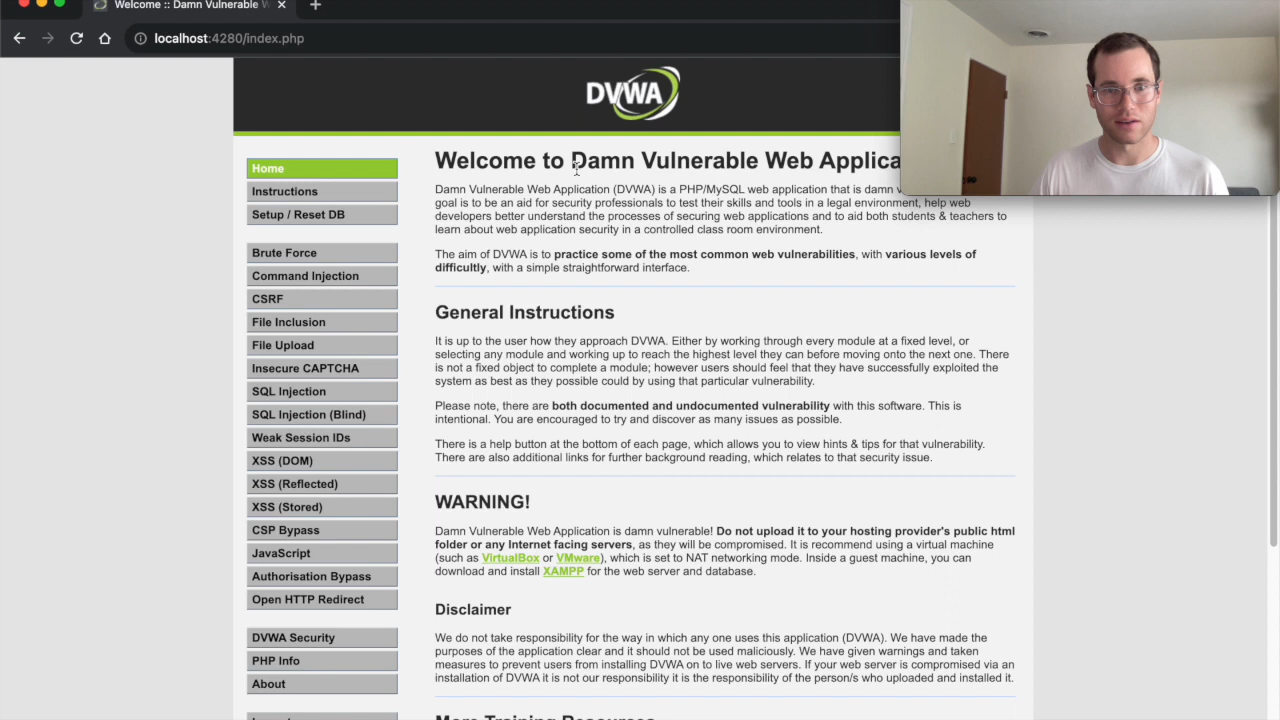 Welcome :: Damn Vulnerable W
localhost:4280/index.php
DVWA
Home
Instructions
Setup / Reset DB
Brute Force
Command Injection
CSRF
File Inclusion
File Upload
Insecure CAPTCHA
SQL Injection
SQL Injection (Blind)
Weak Session IDs
XSS (DOM)
XSS (Reflected)
XSS (Stored)
CSP Bypass
JavaScript
Authorisation Bypass
Open HTTP Redirect
DVWA Security
PHP Info
About
Welcome to Damn Vulnerable Web Applica
Damn Vulnerable Web Application (DVWA) is a PHP/MySQL web application that is damn v
goal is to be an aid for security professionals to test their skills and tools in a legal environment, help web
developers better understand the processes of securing web applications and to aid both students & teachers to
learn about web application security in a controlled class room environment.
The aim of DVWA is to practice some of the most common web vulnerabilities, with various levels of
difficultly, with a simple straightforward interface.
General Instructions
It is up to the user how they approach DVWA. Either by working through every module at a fixed level, or
selecting any module and working up to reach the highest level they can before moving onto the next one. There
is not a fixed object to complete a module; however users should feel that they have successfully exploited the
system as best as they possible could by using that particular vulnerability.
Please note, there are both documented and undocumented vulnerability with this software. This is
intentional. You are encouraged to try and discover as many issues as possible.
There is a help button at the bottom of each page, which allows you to view hints & tips for that vulnerability.
There are also additional links for further background reading, which relates to that security issue.
WARNING!
Damn Vulnerable Web Application is damn vulnerable! Do not upload it to your hosting provider's public html
folder or any Internet facing servers, as they will be compromised. It is recommend using a virtual machine
(such as VirtualBox or VMware), which is set to NAT networking mode. Inside a guest machine, you can
download and install XAMPP for the web server and database.
Disclaimer
We do not take responsibility for the way in which any one uses this application (DVWA). We have made the
purposes of the application clear and it should not be used maliciously. We have given warnings and taken
measures to prevent users from installing DVWA on to live web servers. If your web server is compromised via an
installation of DVWA it is not our responsibility it is the responsibility of the person/s who uploaded and installed it.
More Training Resources